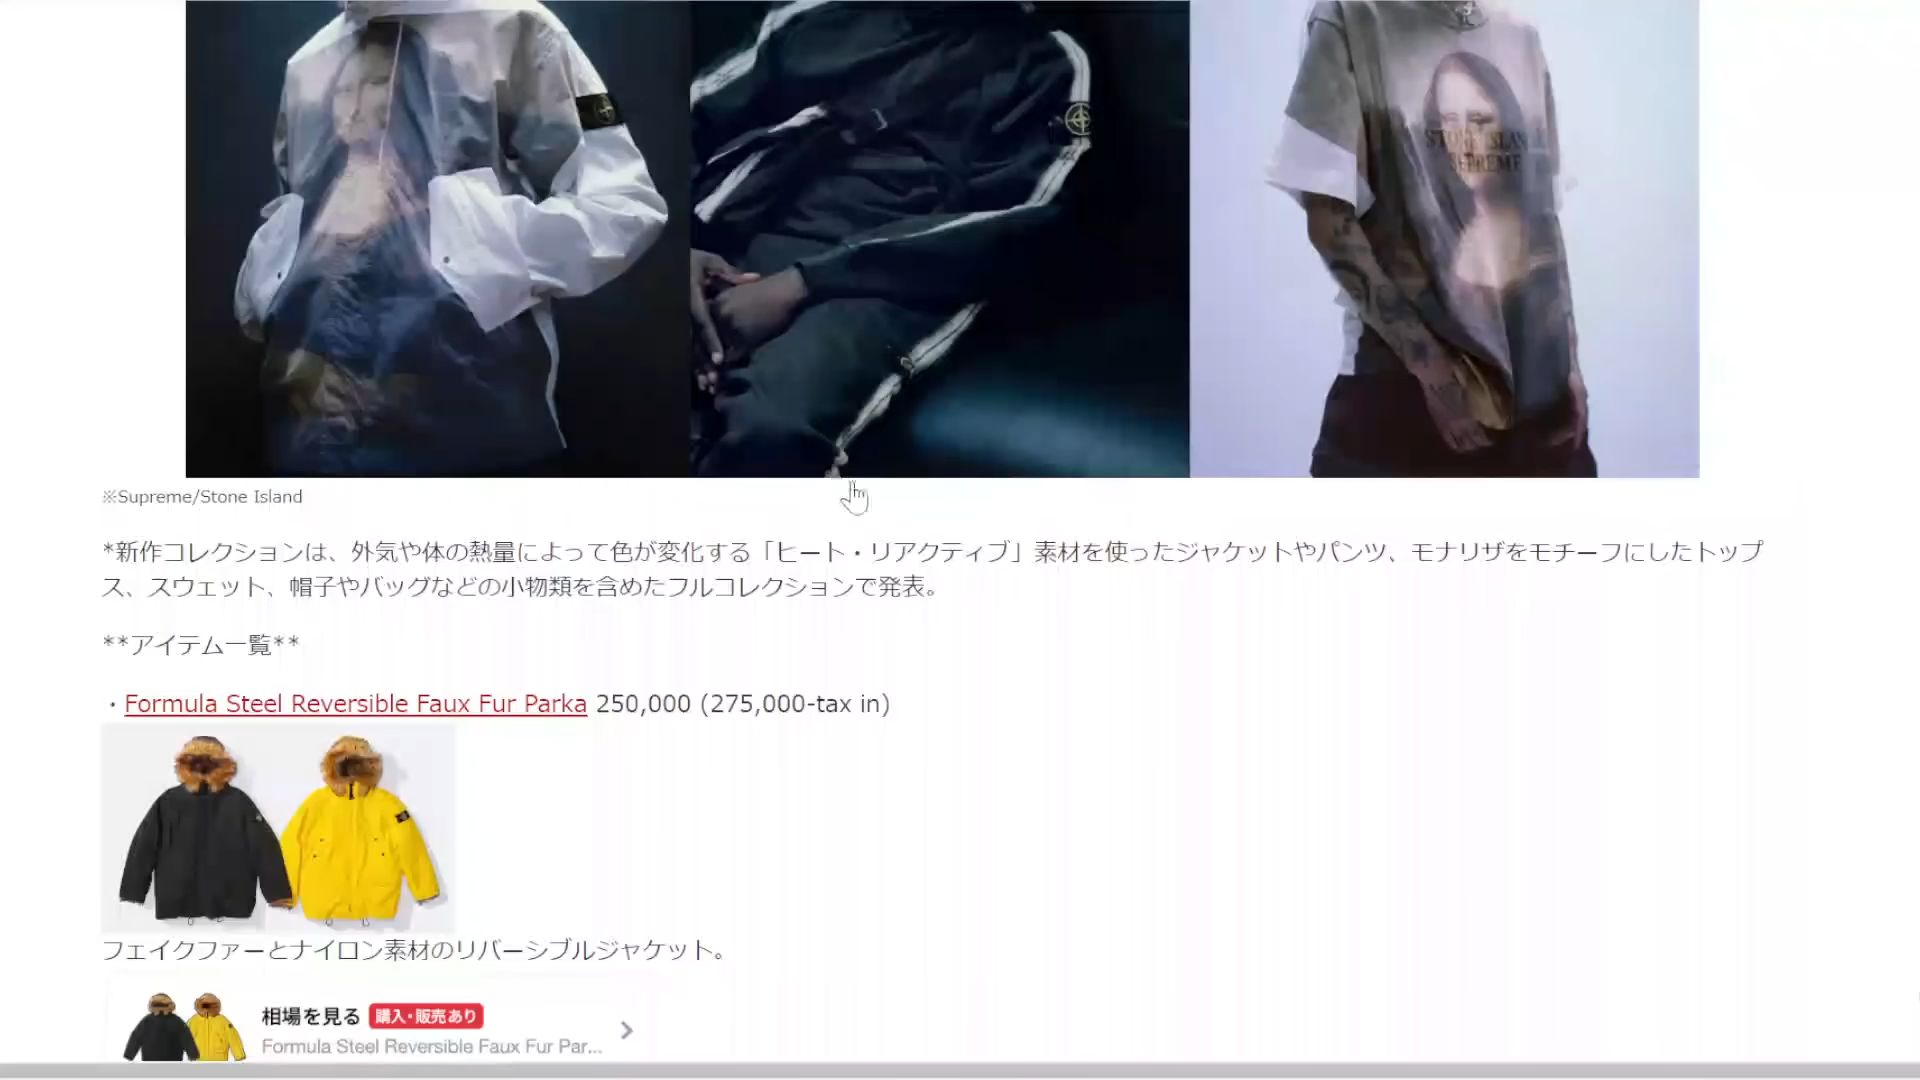 STONE ISLAND
SUPREME
※Supreme/Stone Island
*新作コレクションは、外気や体の熱量によって色が変化する「ヒート・リアクティブ」素材を使ったジャケットやパンツ、モナリザをモチーフにしたトップ
ス、スウェット、帽子やバッグなどの小物類を含めたフルコレクションで発表。
**アイテム一覧**
・Formula Steel Reversible Faux Fur Parka 250,000 (275,000-tax in)
フェイクファーとナイロン素材のリバーシブルジャケット。
相場を見る 購入・販売あり
Formula Steel Reversible Faux Fur Par...